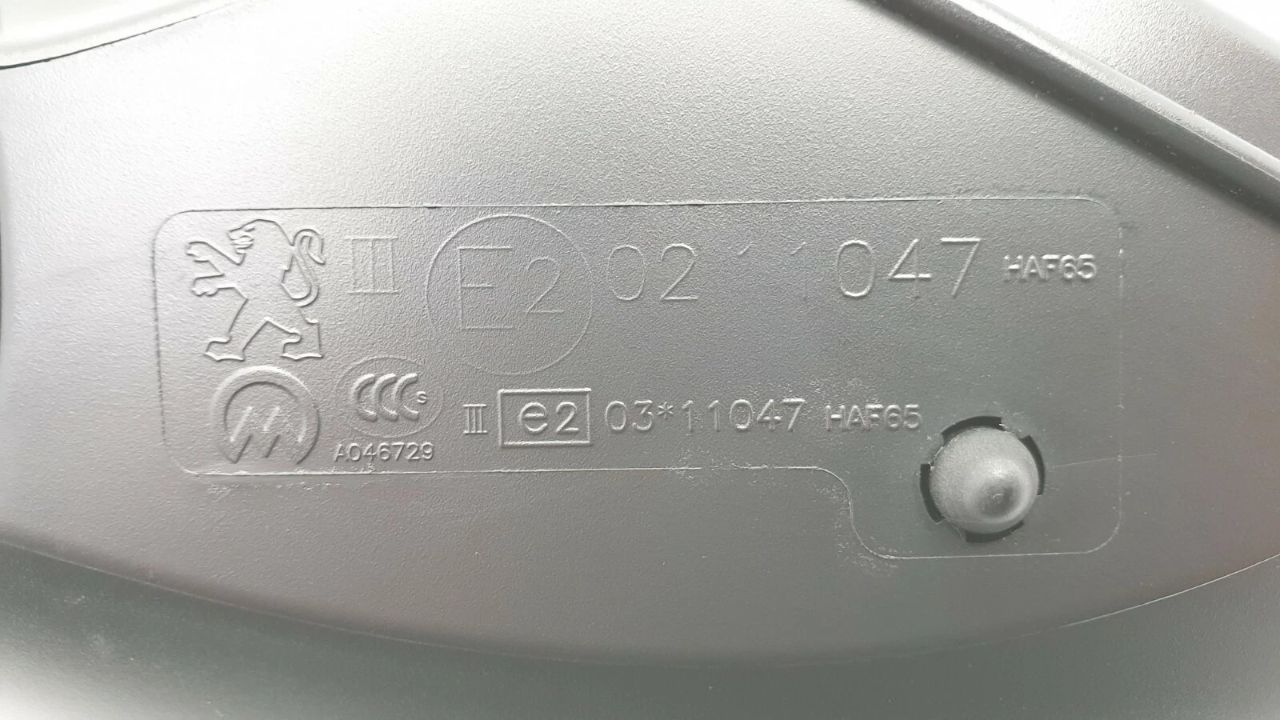 III E2 02 11047 HAF65
CCC S
A046729
III e2 03*11047 HAF65